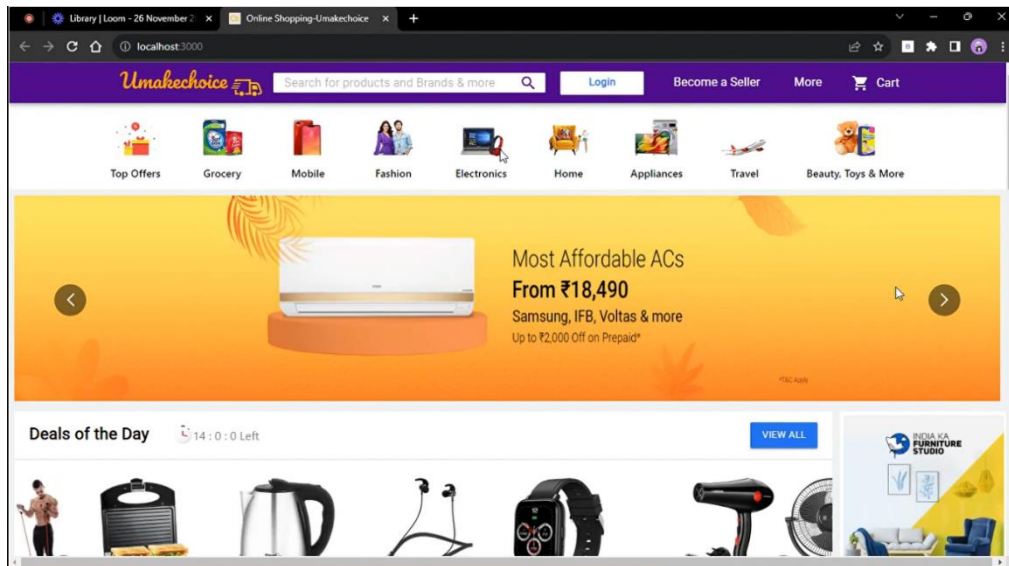 Library | Loom - 26 November 2
Online Shopping-Umakechoice
localhost:3000
Umakechoice
Search for products and Brands & more
Login
Become a Seller
More
Cart
Top Offers
Grocery
Mobile
Fashion
Electronics
Home
Appliances
Travel
Beauty, Toys & More
Most Affordable ACs
From ₹18,490
Samsung, IFB, Voltas & more
Up to ₹2,000 Off on Prepaid*
*T&C Apply
Deals of the Day
14 : 0 : 0 Left
VIEW ALL
INDIA KA
FURNITURE
STUDIO